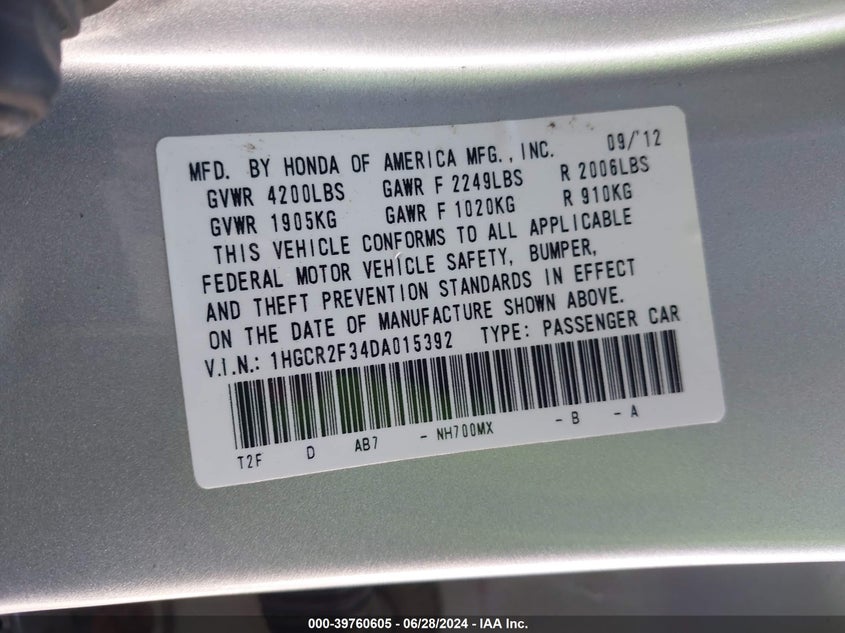 MFD. BY HONDA OF AMERICA MFG., INC. 09/'12
GVWR 4200LBS GAWR F 2249LBS R 2006LBS
GVWR 1905KG GAWR F 1020KG R 910KG
THIS VEHICLE CONFORMS TO ALL APPLICABLE
FEDERAL MOTOR VEHICLE SAFETY, BUMPER,
AND THEFT PREVENTION STANDARDS IN EFFECT
ON THE DATE OF MANUFACTURE SHOWN ABOVE.
V.I.N.: 1HGCR2F34DA015392 TYPE: PASSENGER CAR
T2F D AB7 - NH700MX - B - A
000-39760605 - 06/28/2024 - IAA Inc.